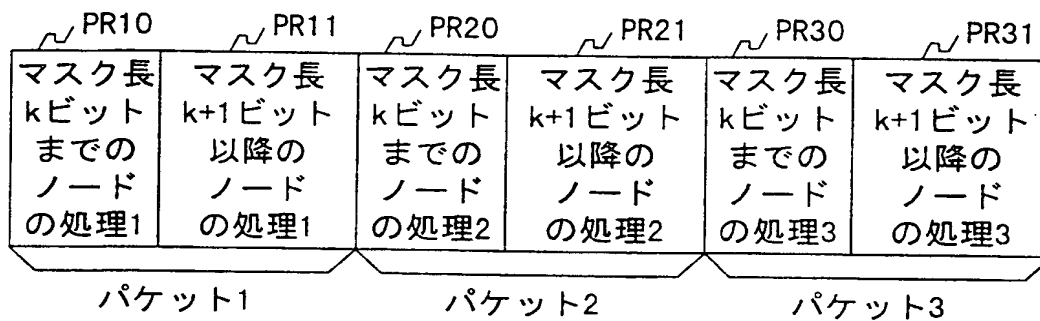 PR10
PR11
PR20
PR21
PR30
PR31
マスク長
kビット
までの
ノード
の処理1
マスク長
k+1ビット
以降の
ノード
の処理1
マスク長
kビット
までの
ノード
の処理2
マスク長
k+1ビット
以降の
ノード
の処理2
マスク長
kビット
までの
ノード
の処理3
マスク長
k+1ビット
以降の
ノード
の処理3
パケット1
パケット2
パケット3